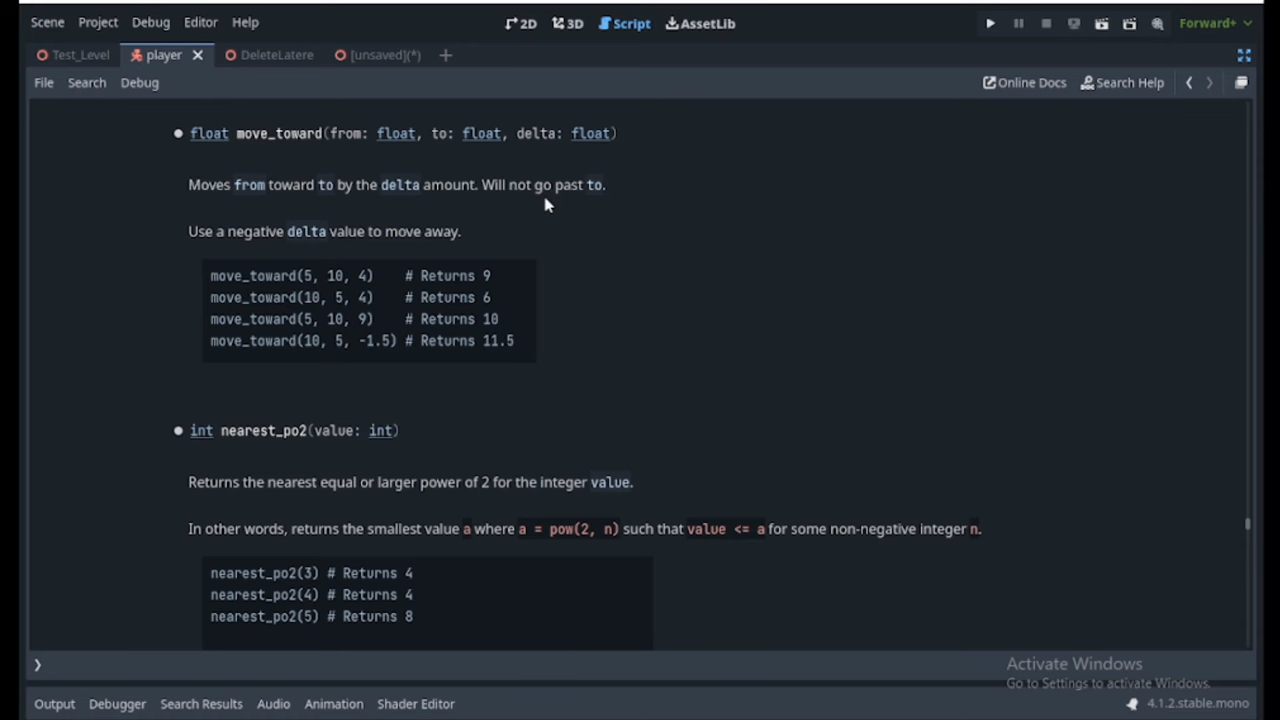 Scene Project Debug Editor Help 2D 3D Script AssetLib Forward+
Test_Level player DeleteLatere [unsaved](*)
File Search Debug Online Docs Search Help
float move_toward(from: float, to: float, delta: float)
Moves from toward to by the delta amount. Will not go past to.
Use a negative delta value to move away.
move_toward(5, 10, 4) # Returns 9
move_toward(10, 5, 4) # Returns 6
move_toward(5, 10, 9) # Returns 10
move_toward(10, 5, -1.5) # Returns 11.5
int nearest_po2(value: int)
Returns the nearest equal or larger power of 2 for the integer value.
In other words, returns the smallest value a where a = pow(2, n) such that value <= a for some non-negative integer n.
nearest_po2(3) # Returns 4
nearest_po2(4) # Returns 4
nearest_po2(5) # Returns 8
Activate Windows
Go to Settings to activate Windows.
Output Debugger Search Results Audio Animation Shader Editor 4.1.2.stable.mono